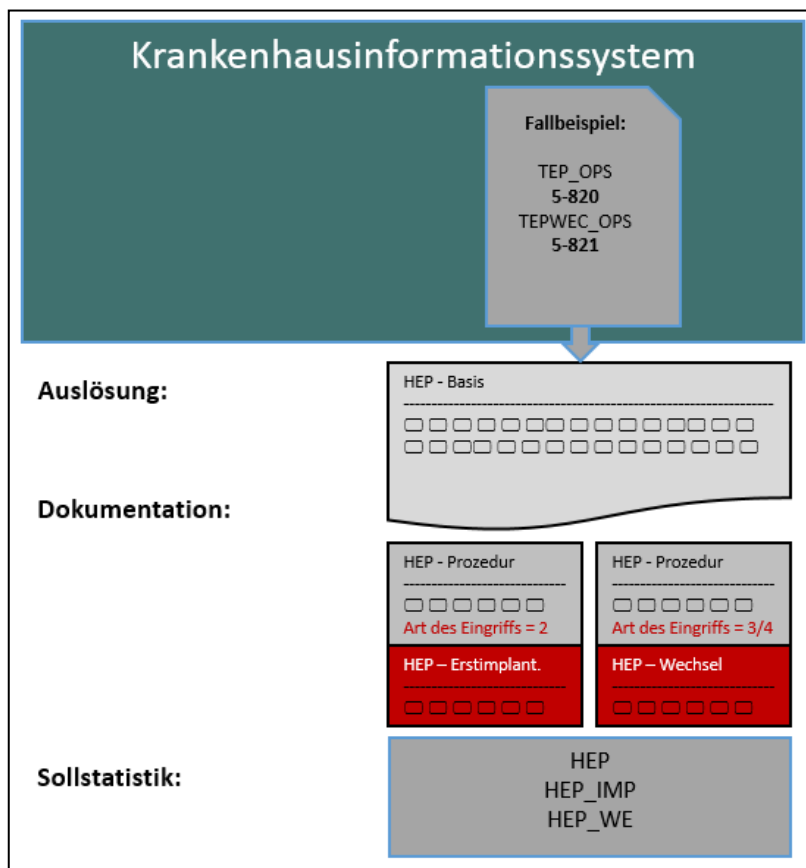 Krankenhausinformationssystem
Fallbeispiel:
TEP_OPS
5-820
TEPWEC_OPS
5-821
Auslösung:
HEP - Basis
Dokumentation:
HEP - Prozedur
Art des Eingriffs = 2
HEP – Erstimplant.
HEP - Prozedur
Art des Eingriffs = 3/4
HEP – Wechsel
Sollstatistik:
HEP
HEP_IMP
HEP_WE